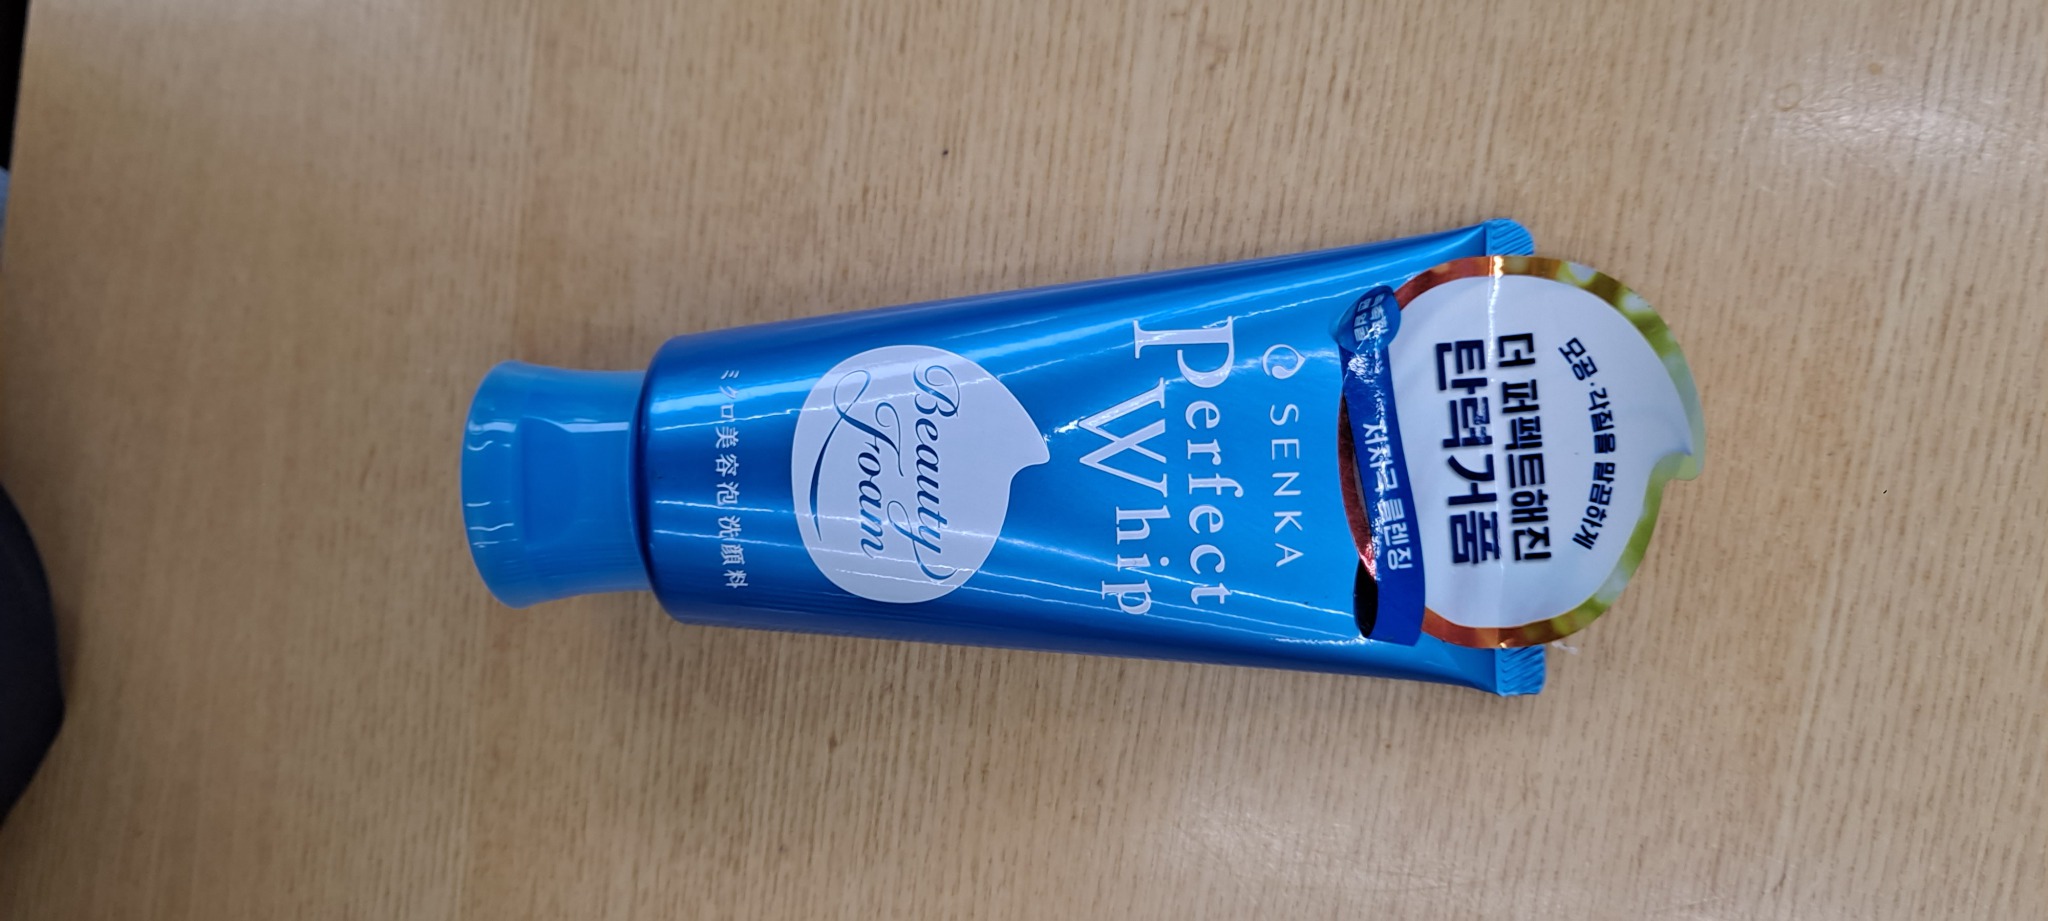 모공·각질을 말끔하게
더 퍼펙트해진
탄력거품
저자극 클렌징
SENKA
Perfect
Whip
Beauty
Foam
ミクロ美容泡 洗顔料